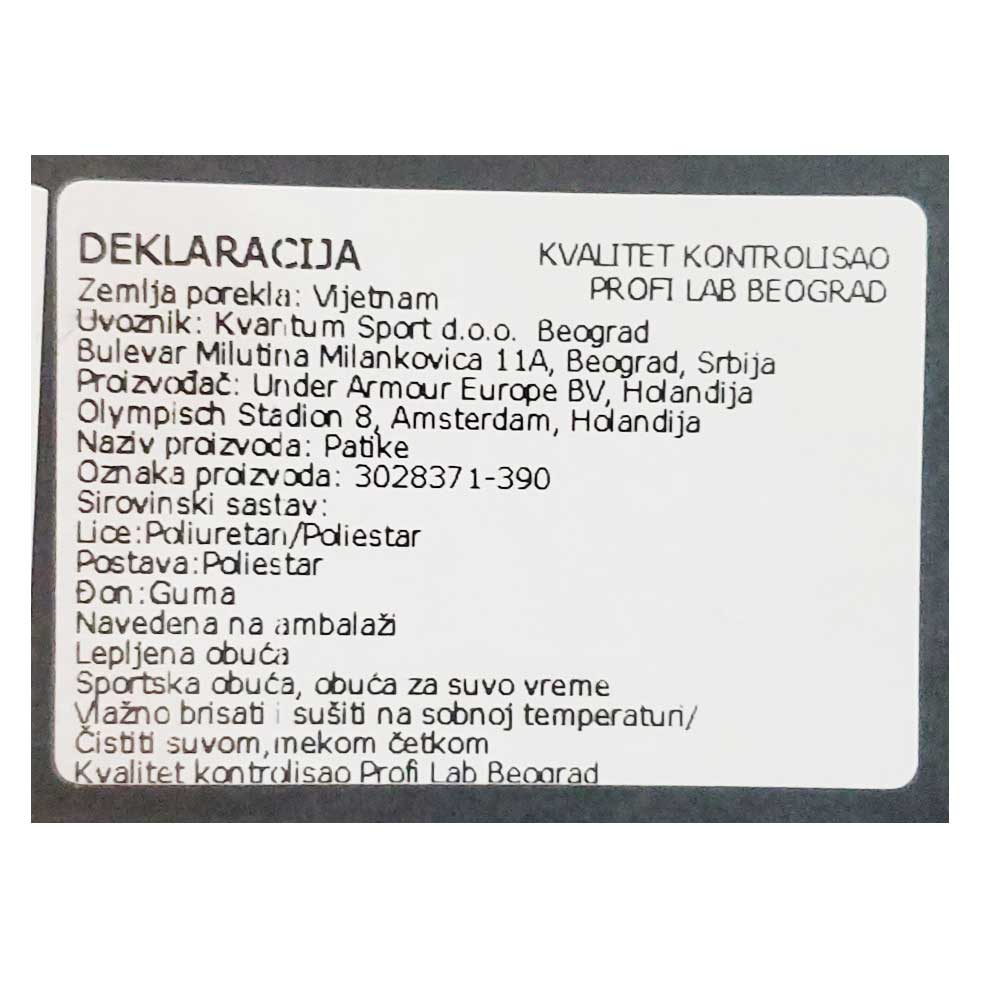 DEKLARACIJA
KVALITET KONTROLISAO
PROFI LAB BEOGRAD
Zemlja porekla: Vijetnam
Uvoznik: Kvantum Sport d.o.o. Beograd
Bulevar Milutina Milankovica 11A, Beograd, Srbija
Proizvođač: Under Armour Europe BV, Holandija
Olympisch Stadion 8, Amsterdam, Holandija
Naziv proizvoda: Patike
Oznaka proizvoda: 3028371-390
Sirovinski sastav:
Lice:Poliuretan/Poliestar
Postava:Poliestar
Đon:Guma
Navedena na ambalaži
Lepljena obuća
Sportska obuća, obuća za suvo vreme
Vlažno brisati i sušiti na sobnoj temperaturi/
Čistiti suvom,mekom četkom
Kvalitet kontrolisao Profi Lab Beograd